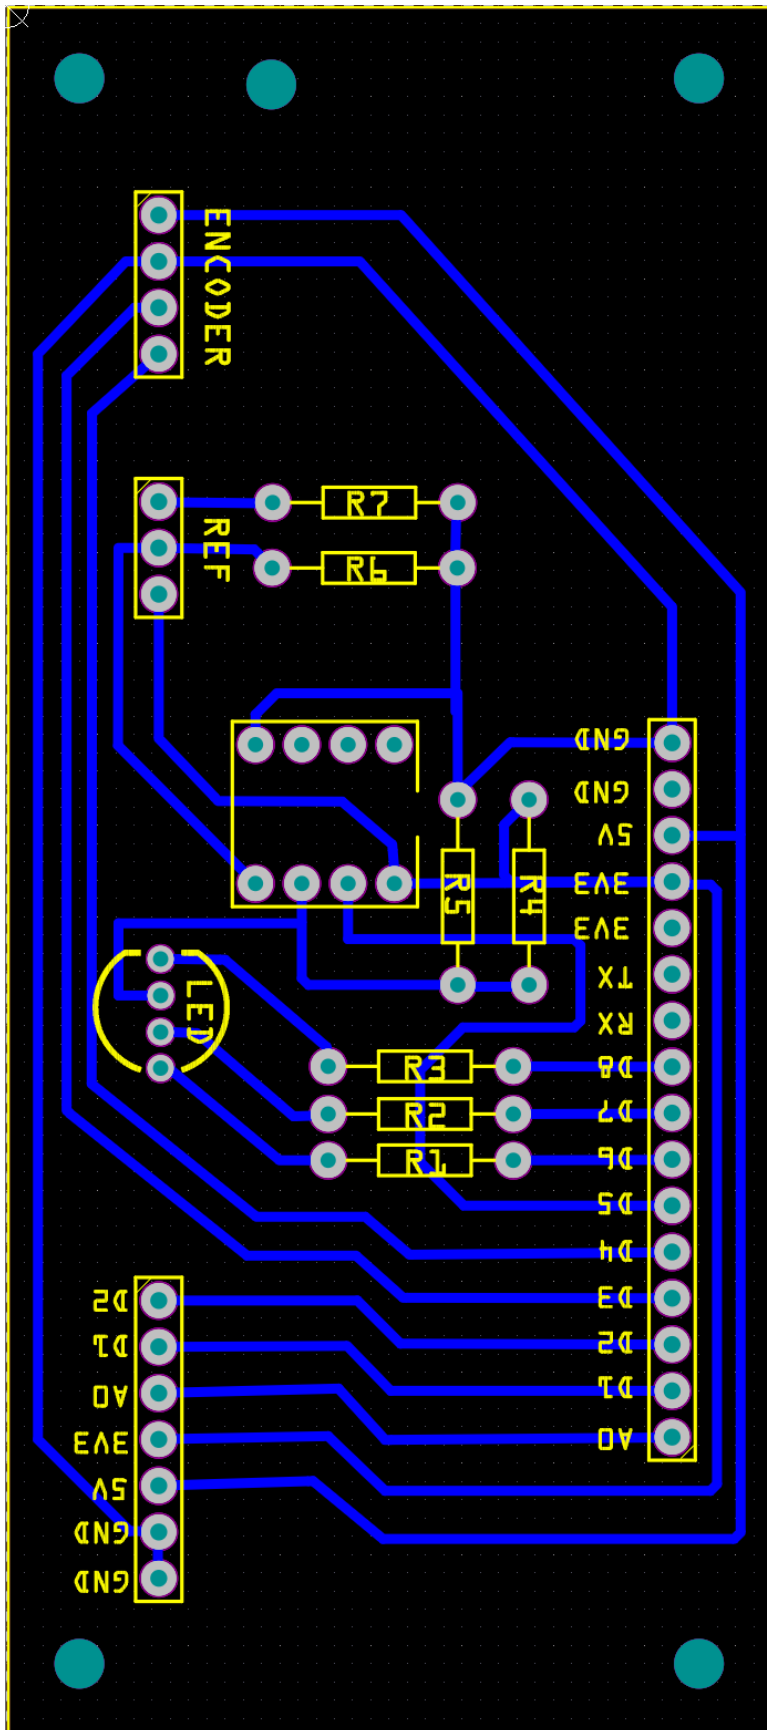 ENCODER
R7
REF
R6
GND
GND
5V
3V3
3V3
TX
RX
D8
D7
D6
D5
D4
D3
D2
D1
A0
R5
R4
LED
R3
R2
R1
D2
D1
A0
3V3
5V
GND
GND